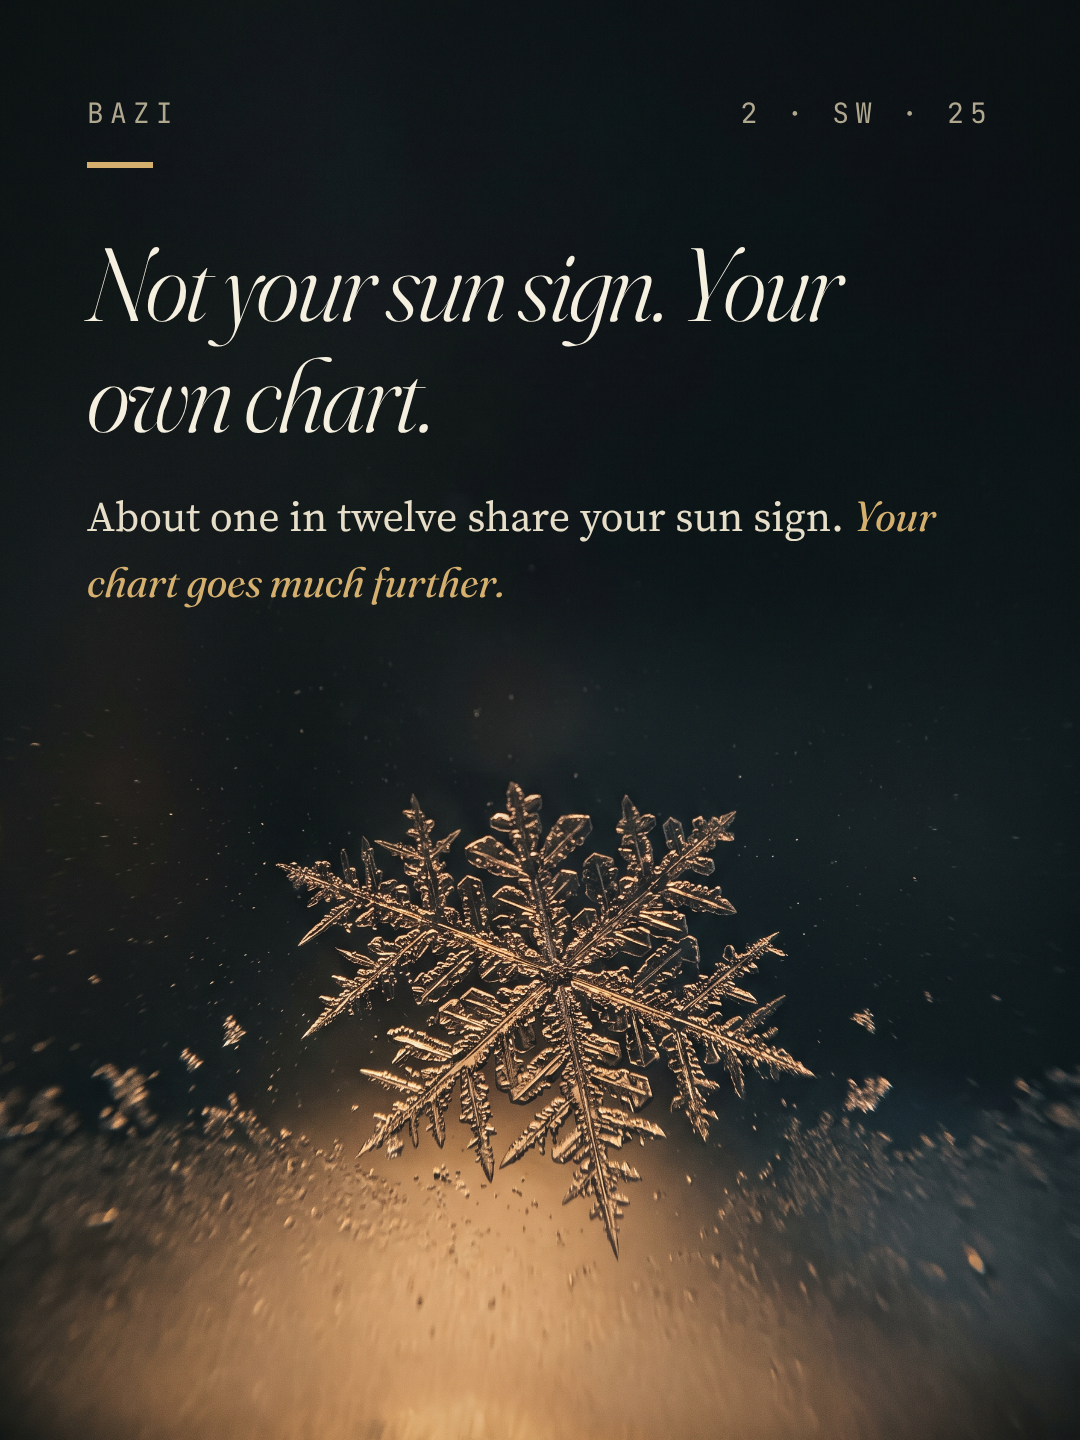 BAZI
2 · SW · 25
Not your sun sign. Your
own chart.
About one in twelve share your sun sign. Your
chart goes much further.